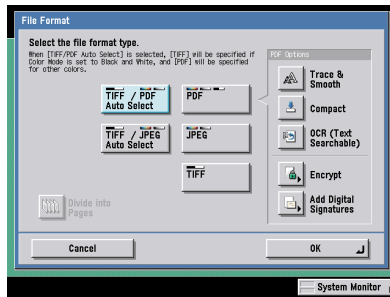 File Format
Select the file format type.
When [TIFF/PDF Auto Select] is selected, [TIFF] will be specified if
Color Mode is set to Black and White, and [PDF] will be specified
for other colors.
TIFF / PDF
Auto Select
PDF
TIFF / JPEG
Auto Select
JPEG
TIFF
Divide into
Pages
PDF Options
Trace &
Smooth
Compact
OCR (Text
Searchable)
Encrypt
Add Digital
Signatures
Cancel
OK
System Monitor